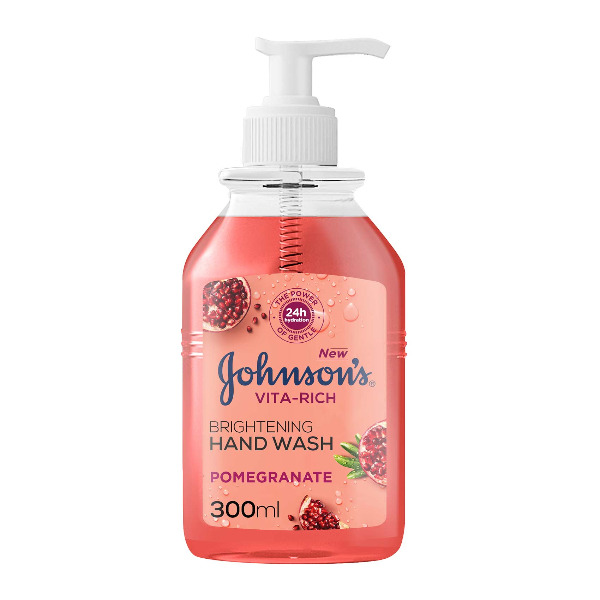 THE POWER
24h
hydration
OF GENTLE
New
Johnson's®
VITA-RICH
BRIGHTENING
HAND WASH
POMEGRANATE
300ml